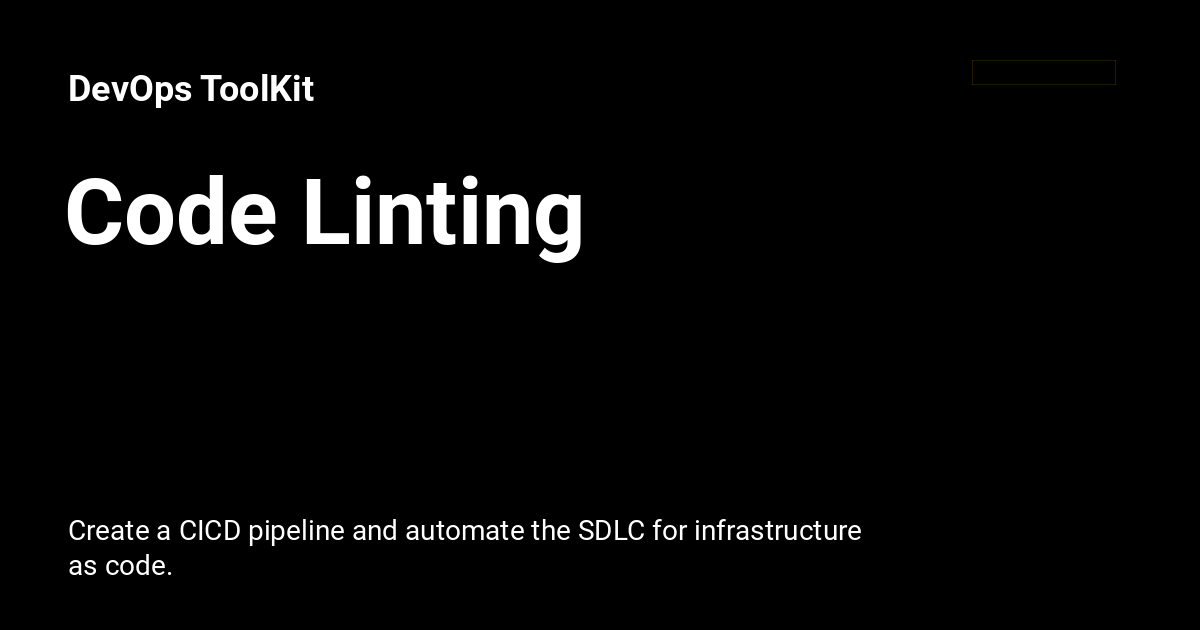 DevOps ToolKit
Code Linting
Create a CICD pipeline and automate the SDLC for infrastructure
as code.